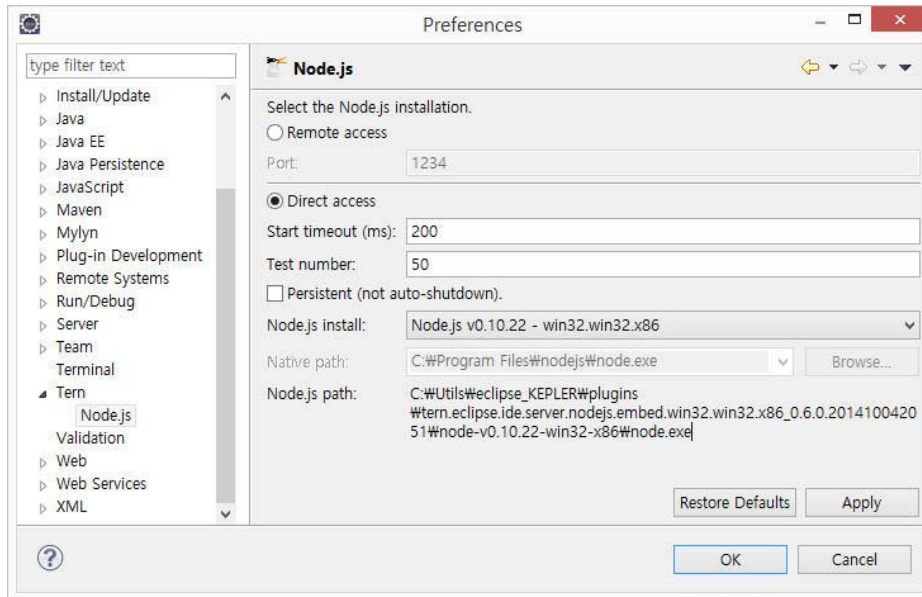 Preferences
type filter text
Install/Update
Java
Java EE
Java Persistence
JavaScript
Maven
Mylyn
Plug-in Development
Remote Systems
Run/Debug
Server
Team
Terminal
Tern
Node.js
Validation
Web
Web Services
XML
Node.js
Select the Node.js installation.
Remote access
Port: 1234
Direct access
Start timeout (ms): 200
Test number: 50
Persistent (not auto-shutdown).
Node.js install: Node.js v0.10.22 - win32.win32.x86
Native path: C:₩Program Files₩nodejs₩node.exe Browse...
Node.js path: C:₩Utils₩eclipse_KEPLER₩plugins
₩tern.eclipse.ide.server.nodejs.embed.win32.win32.x86_0.6.0.2014100420
51₩node-v0.10.22-win32-x86₩node.exe
Restore Defaults Apply
OK Cancel